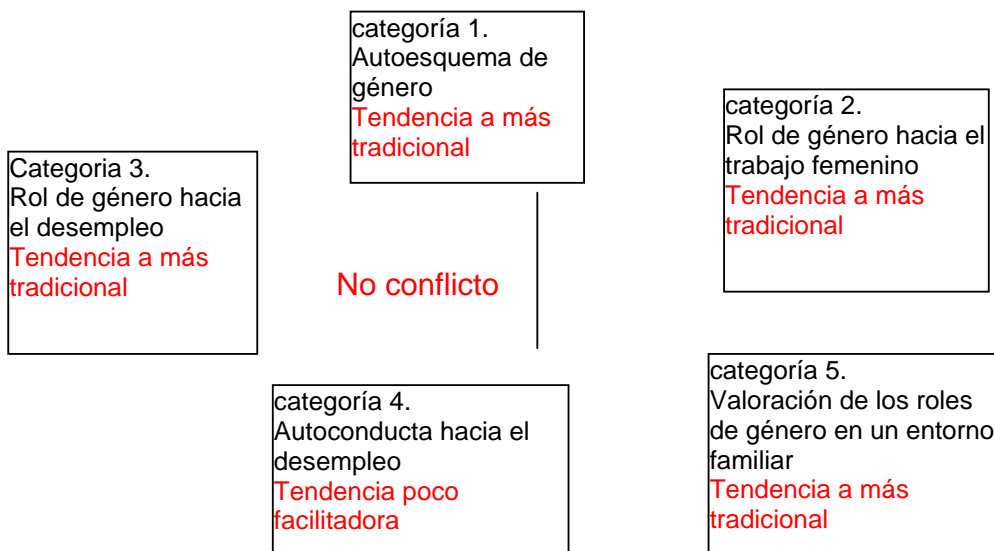 categoría 1.
Autoesquema de
género
Tendencia a más
tradicional
categoría 2.
Rol de género hacia el
trabajo femenino
Tendencia a más
tradicional
Categoria 3.
Rol de género hacia
el desempleo
Tendencia a más
tradicional
No conflicto
categoría 4.
Autoconducta hacia el
desempleo
Tendencia poco
facilitadora
categoría 5.
Valoración de los roles
de género en un entorno
familiar
Tendencia a más
tradicional